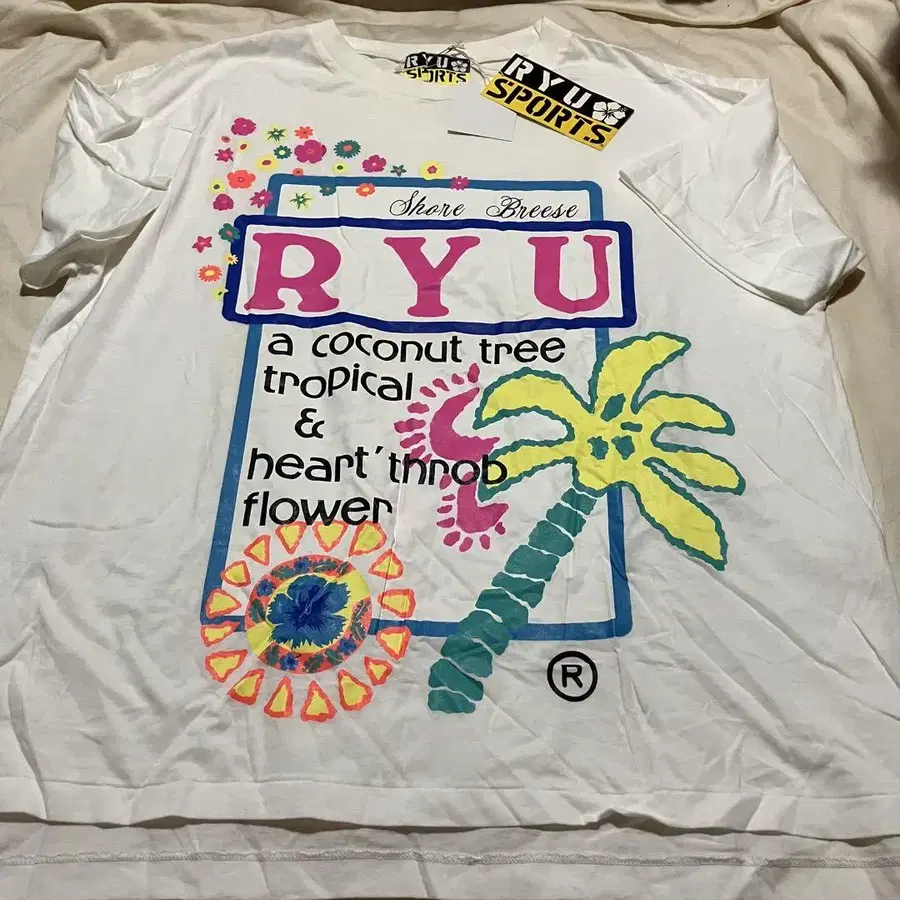 RYU
SPORTS
RYU
SPORTS
Shore Breese
RYU
a coconut tree
tropical
&
heart'throb
flower
R